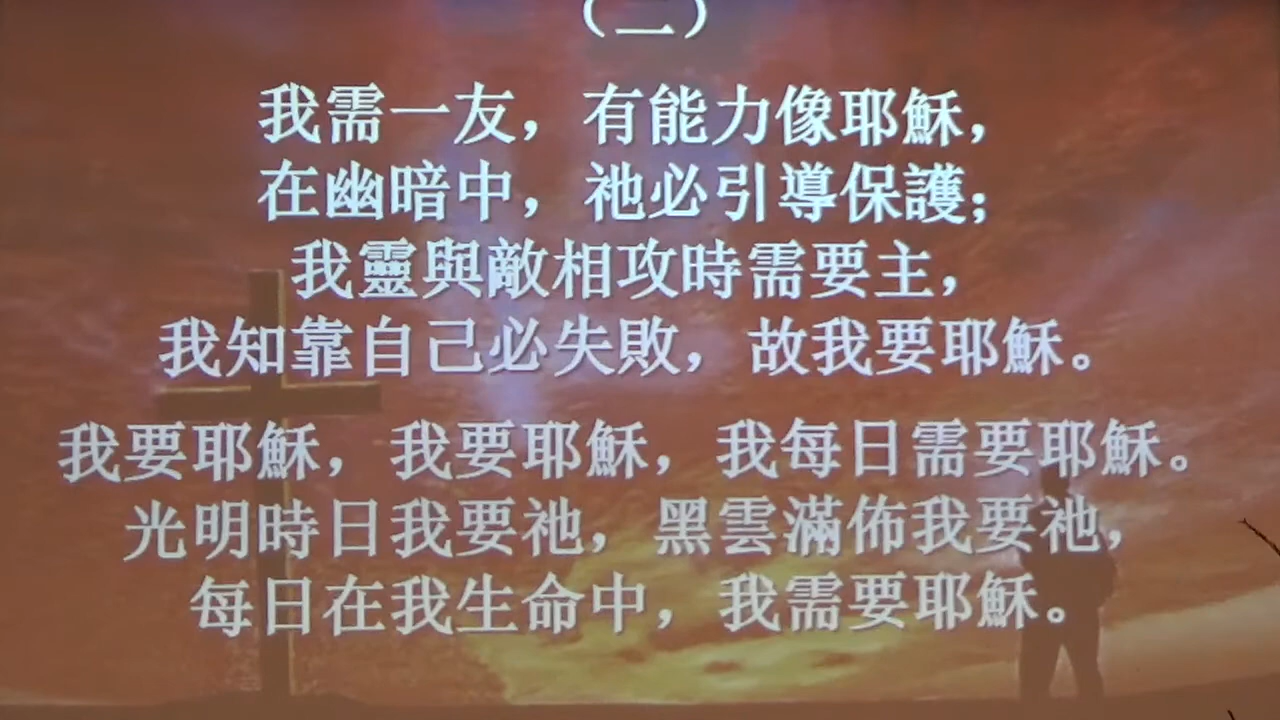 （二）
我需一友，有能力像耶穌，
在幽暗中，祂必引導保護；
我靈與敵相攻時需要主，
我知靠自己必失敗，故我要耶穌。
我要耶穌，我要耶穌，我每日需要耶穌。
光明時日我要祂，黑雲滿佈我要祂，
每日在我生命中，我需要耶穌。